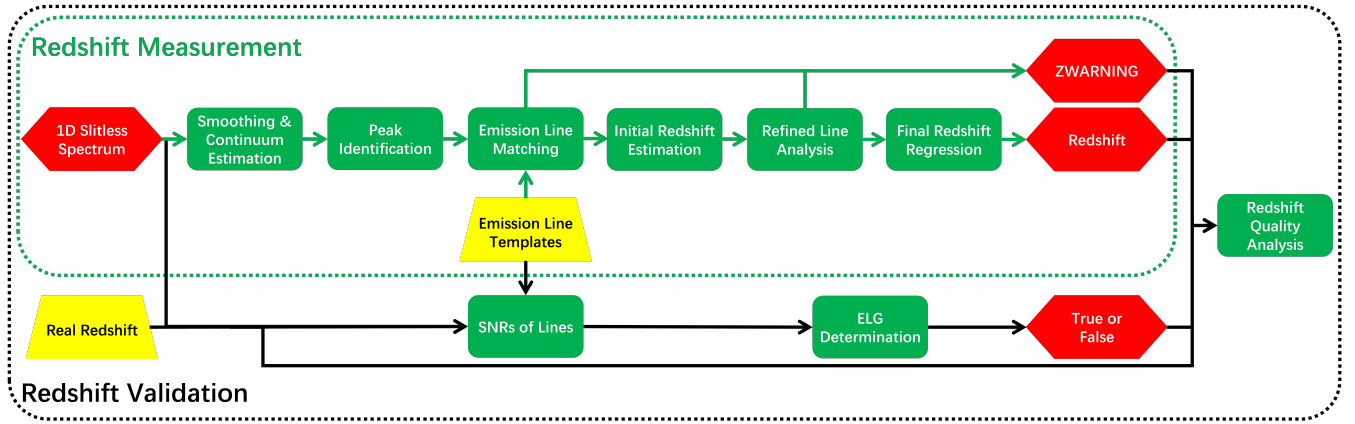 Redshift Measurement
ZWARNING
1D Slitless
Spectrum
Smoothing &
Continuum
Estimation
Peak
Identification
Emission Line
Matching
Initial Redshift
Estimation
Refined Line
Analysis
Final Redshift
Regression
Redshift
Emission Line
Templates
Redshift
Quality
Analysis
Real Redshift
SNRs of Lines
ELG
Determination
True or
False
Redshift Validation